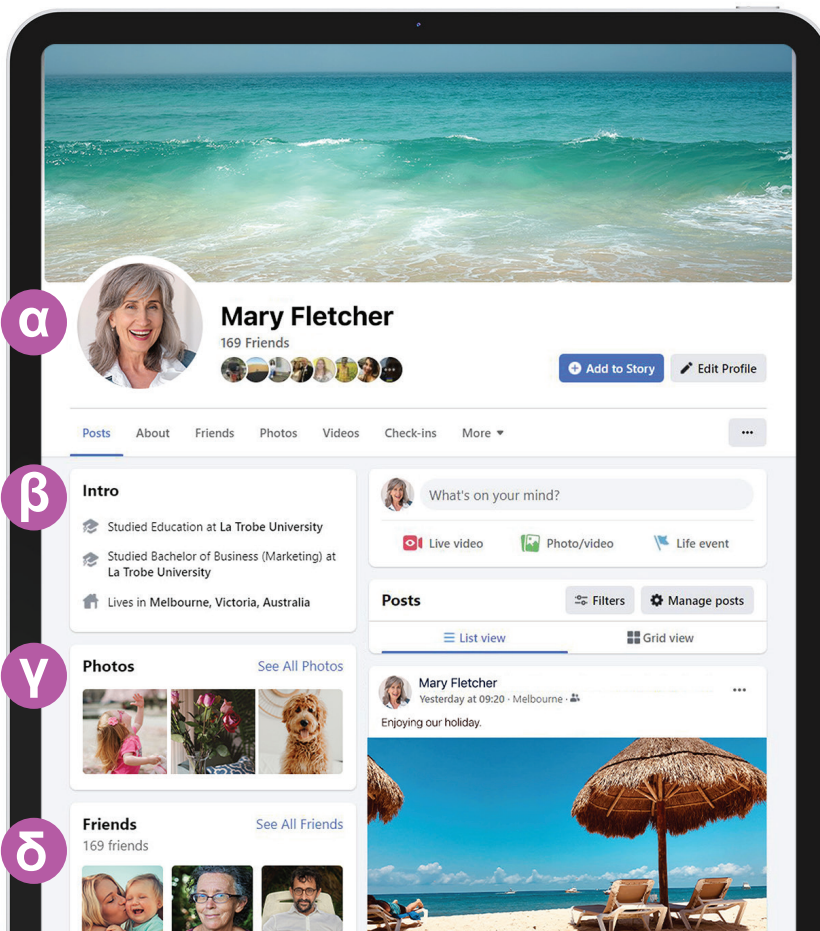 α
Mary Fletcher
169 Friends
Add to Story
Edit Profile
Posts
About
Friends
Photos
Videos
Check-ins
More
β
Intro
Studied Education at La Trobe University
Studied Bachelor of Business (Marketing) at
La Trobe University
Lives in Melbourne, Victoria, Australia
γ
Photos
See All Photos
δ
Friends
See All Friends
169 friends
What's on your mind?
Live video
Photo/video
Life event
Posts
Filters
Manage posts
List view
Grid view
Mary Fletcher
Yesterday at 09:20 · Melbourne ·
Enjoying our holiday.